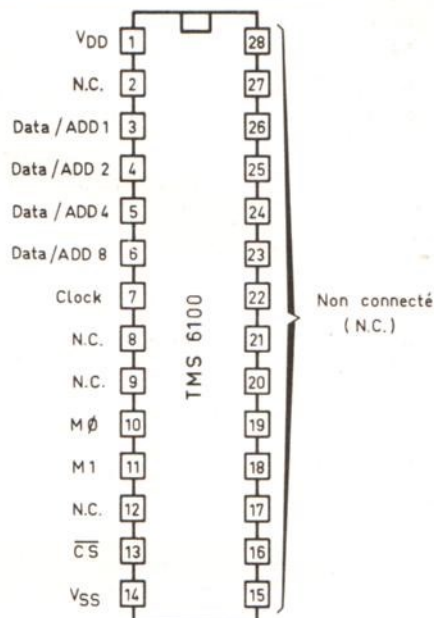 VDD 1 28
N.C. 2 27
Data / ADD 1 3 26
Data / ADD 2 4 25
Data / ADD 4 5 24
Data / ADD 8 6 23
Clock 7 22
N.C. 8 21
N.C. 9 20
MØ 10 19
M1 11 18
N.C. 12 17
C̅S̅ 13 16
VSS 14 15
TMS 6100
Non connecté
( N.C. )